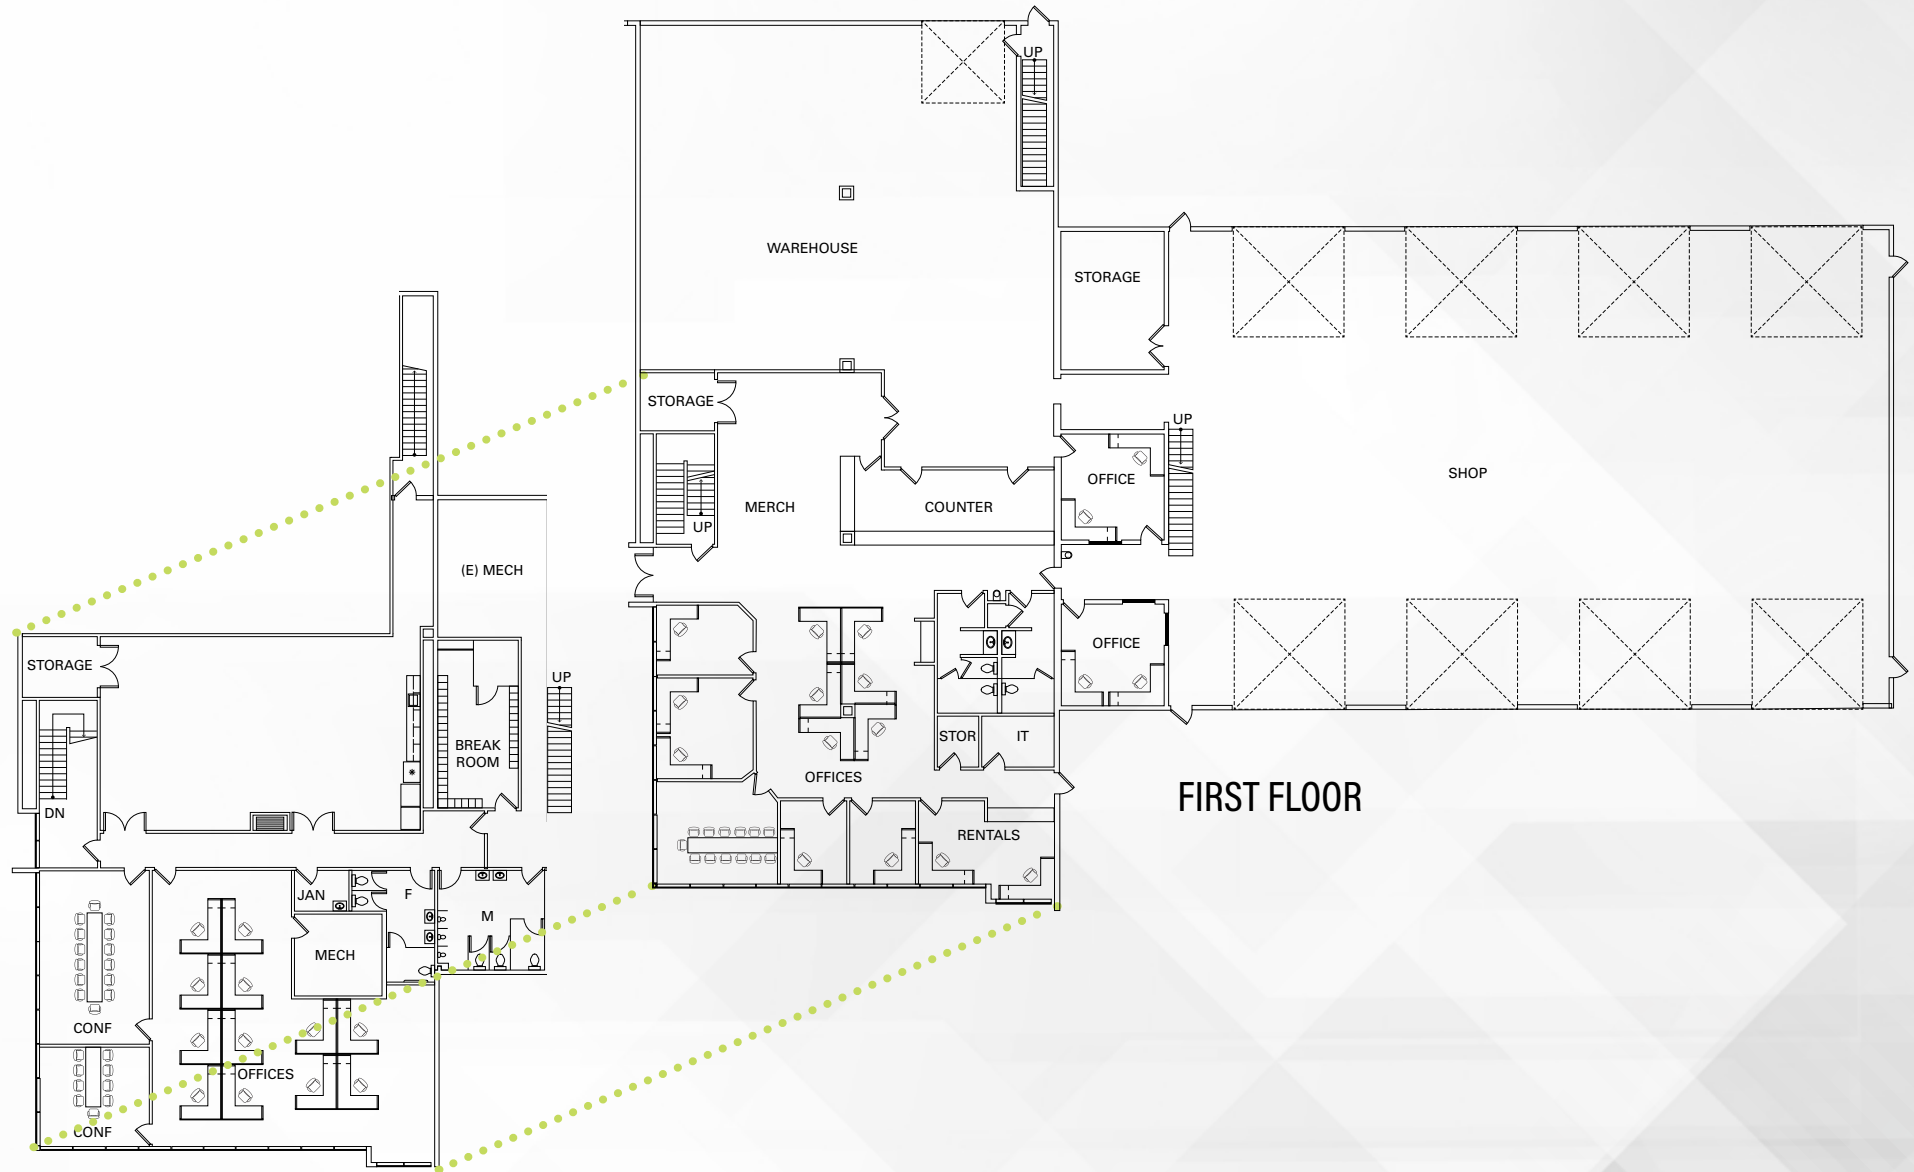 UP
WAREHOUSE
STORAGE
STORAGE
UP
OFFICE
SHOP
MERCH
COUNTER
UP
(E) MECH
OFFICE
STORAGE
UP
STOR
IT
BREAK
ROOM
OFFICES
FIRST FLOOR
DN
RENTALS
JAN
F
M
MECH
CONF
OFFICES
CONF